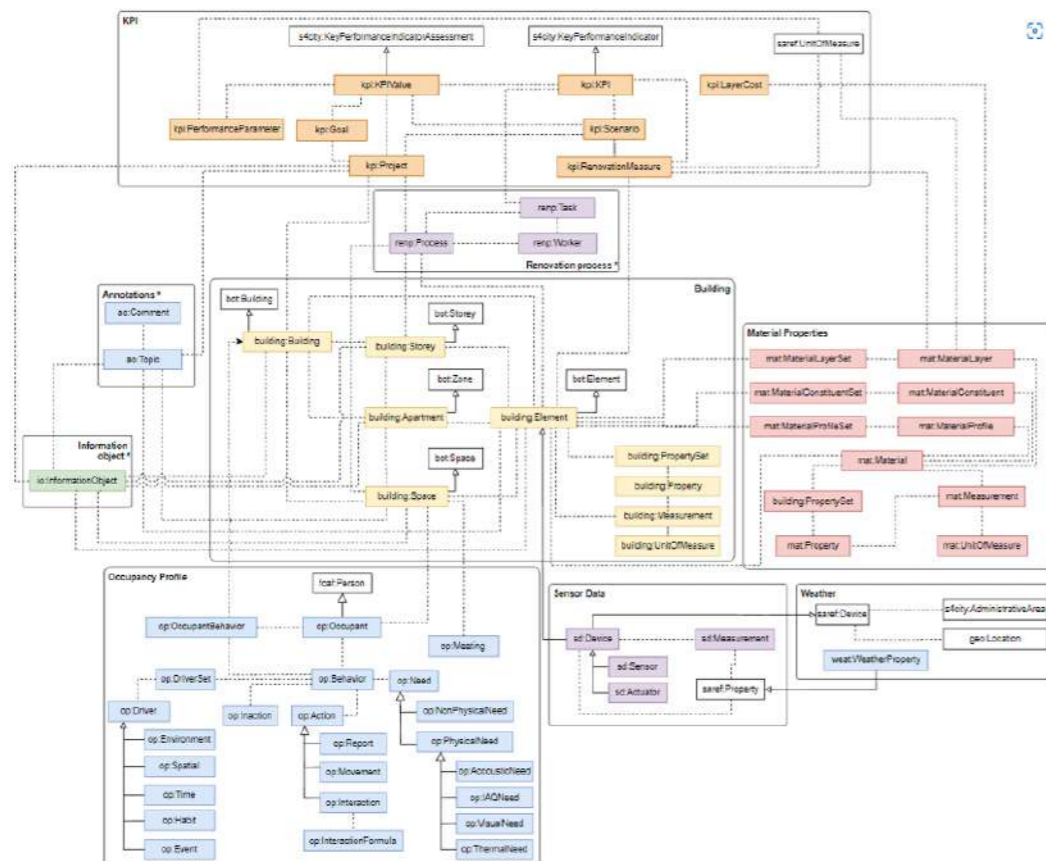 KPI
s4city:KeyPerformanceIndicatorAssessment
s4city:KeyPerformanceIndicator
saref:UnitOfMeasure
kpi:KPIValue
kpi:KPI
kpi:LayerCost
kpi:PerformanceParameter
kpi:Goal
kpi:Scenario
kpi:Project
kpi:RenovationMeasure
renp:Task
renp:Process
renp:Worker
Renovation process *
Annotations *
ao:Comment
ao:Topic
Information
object *
io:InformationObject
Building
bot:Building
bot:Storey
building:Building
building:Storey
bot:Zone
bot:Element
building:Apartment
building:Element
bot:Space
building:Space
building:PropertySet
building:Property
building:Measurement
building:UnitOfMeasure
Material Properties
mat:MaterialLayerSet
mat:MaterialLayer
mat:MaterialConstituentSet
mat:MaterialConstituent
mat:MaterialProfileSet
mat:MaterialProfile
mat:Material
building:PropertySet
mat:Measurement
mat:Property
mat:UnitOfMeasure
Occupancy Profile
foaf:Person
op:OccupantBehavior
op:Occupant
op:Meeting
op:DriverSet
op:Behavior
op:Need
op:Driver
op:Inaction
op:Action
op:NonPhysicalNeed
op:Environment
op:Report
op:PhysicalNeed
op:Spatial
op:Movement
op:AccousticNeed
op:Time
op:Interaction
op:IAQNeed
op:Habit
op:VisualNeed
op:InteractionFormula
op:Event
op:ThermalNeed
Sensor Data
sd:Device
sd:Measurement
sd:Sensor
sd:Actuator
saref:Property
Weather
saref:Device
s4city:AdministrativeArea
geo:Location
weat:WeatherProperty